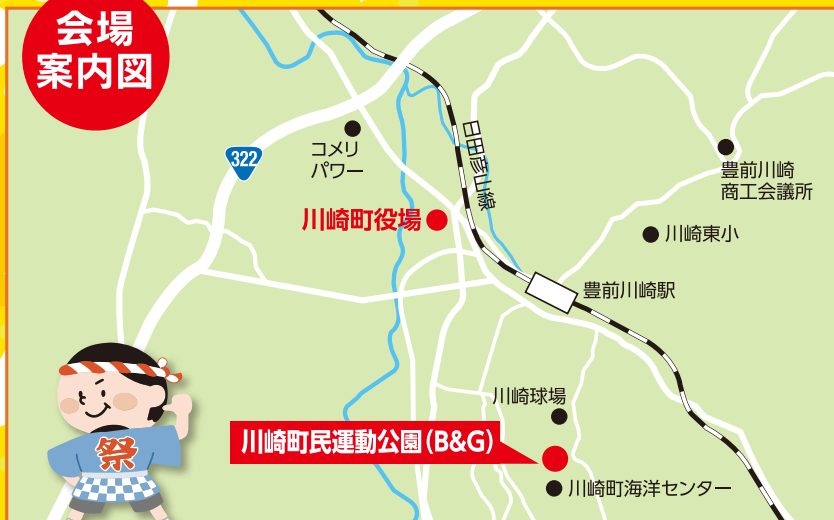 会場
案内図
322
コメリ
パワー
日田彦山線
豊前川崎
商工会議所
川崎町役場
川崎東小
豊前川崎駅
川崎球場
川崎町民運動公園(B&G)
川崎町海洋センター
祭